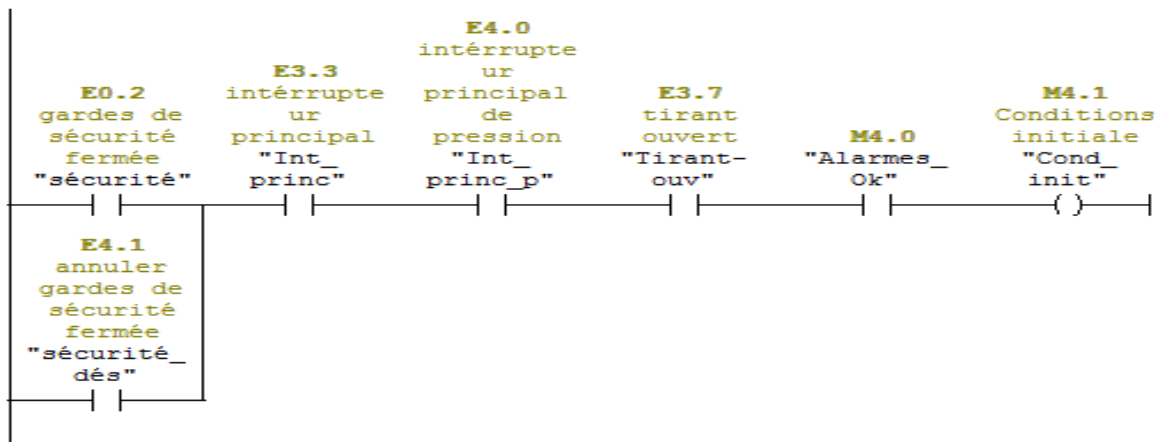 E0.2
gardes de
sécurité
fermée
"sécurité"
E3.3
intérrupte
ur
principal
"Int_
princ"
E4.0
intérrupte
ur
principal
de
pression
"Int_
princ_p"
E3.7
tirant
ouvert
"Tirant-
ouv"
M4.0
"Alarmes_
Ok"
M4.1
Conditions
initiale
"Cond_
init"
E4.1
annuler
gardes de
sécurité
fermée
"sécurité_
dés"